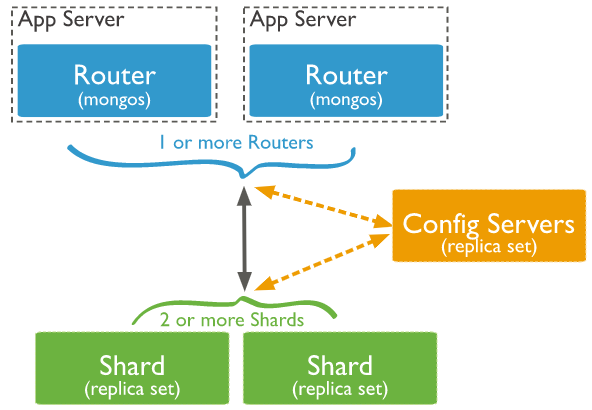 App Server
App Server
Router
(mongos)
Router
(mongos)
1 or more Routers
Config Servers
(replica set)
2 or more Shards
Shard
(replica set)
Shard
(replica set)